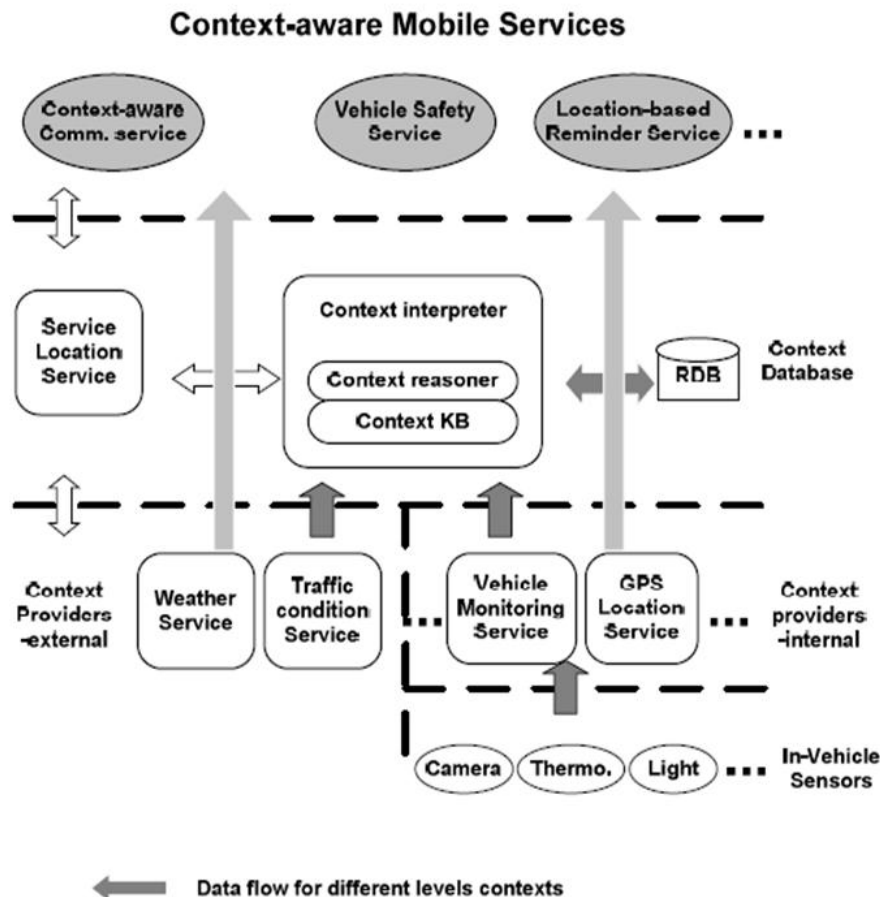 Context-aware Mobile Services
Context-aware
Comm. service
Vehicle Safety
Service
Location-based
Reminder Service
Service
Location
Service
Context interpreter
Context reasoner
Context KB
RDB
Context
Database
Context
Providers
-external
Weather
Service
Traffic
condition
Service
Vehicle
Monitoring
Service
GPS
Location
Service
Context
providers
-internal
Camera
Thermo.
Light
In-Vehicle
Sensors
Data flow for different levels contexts